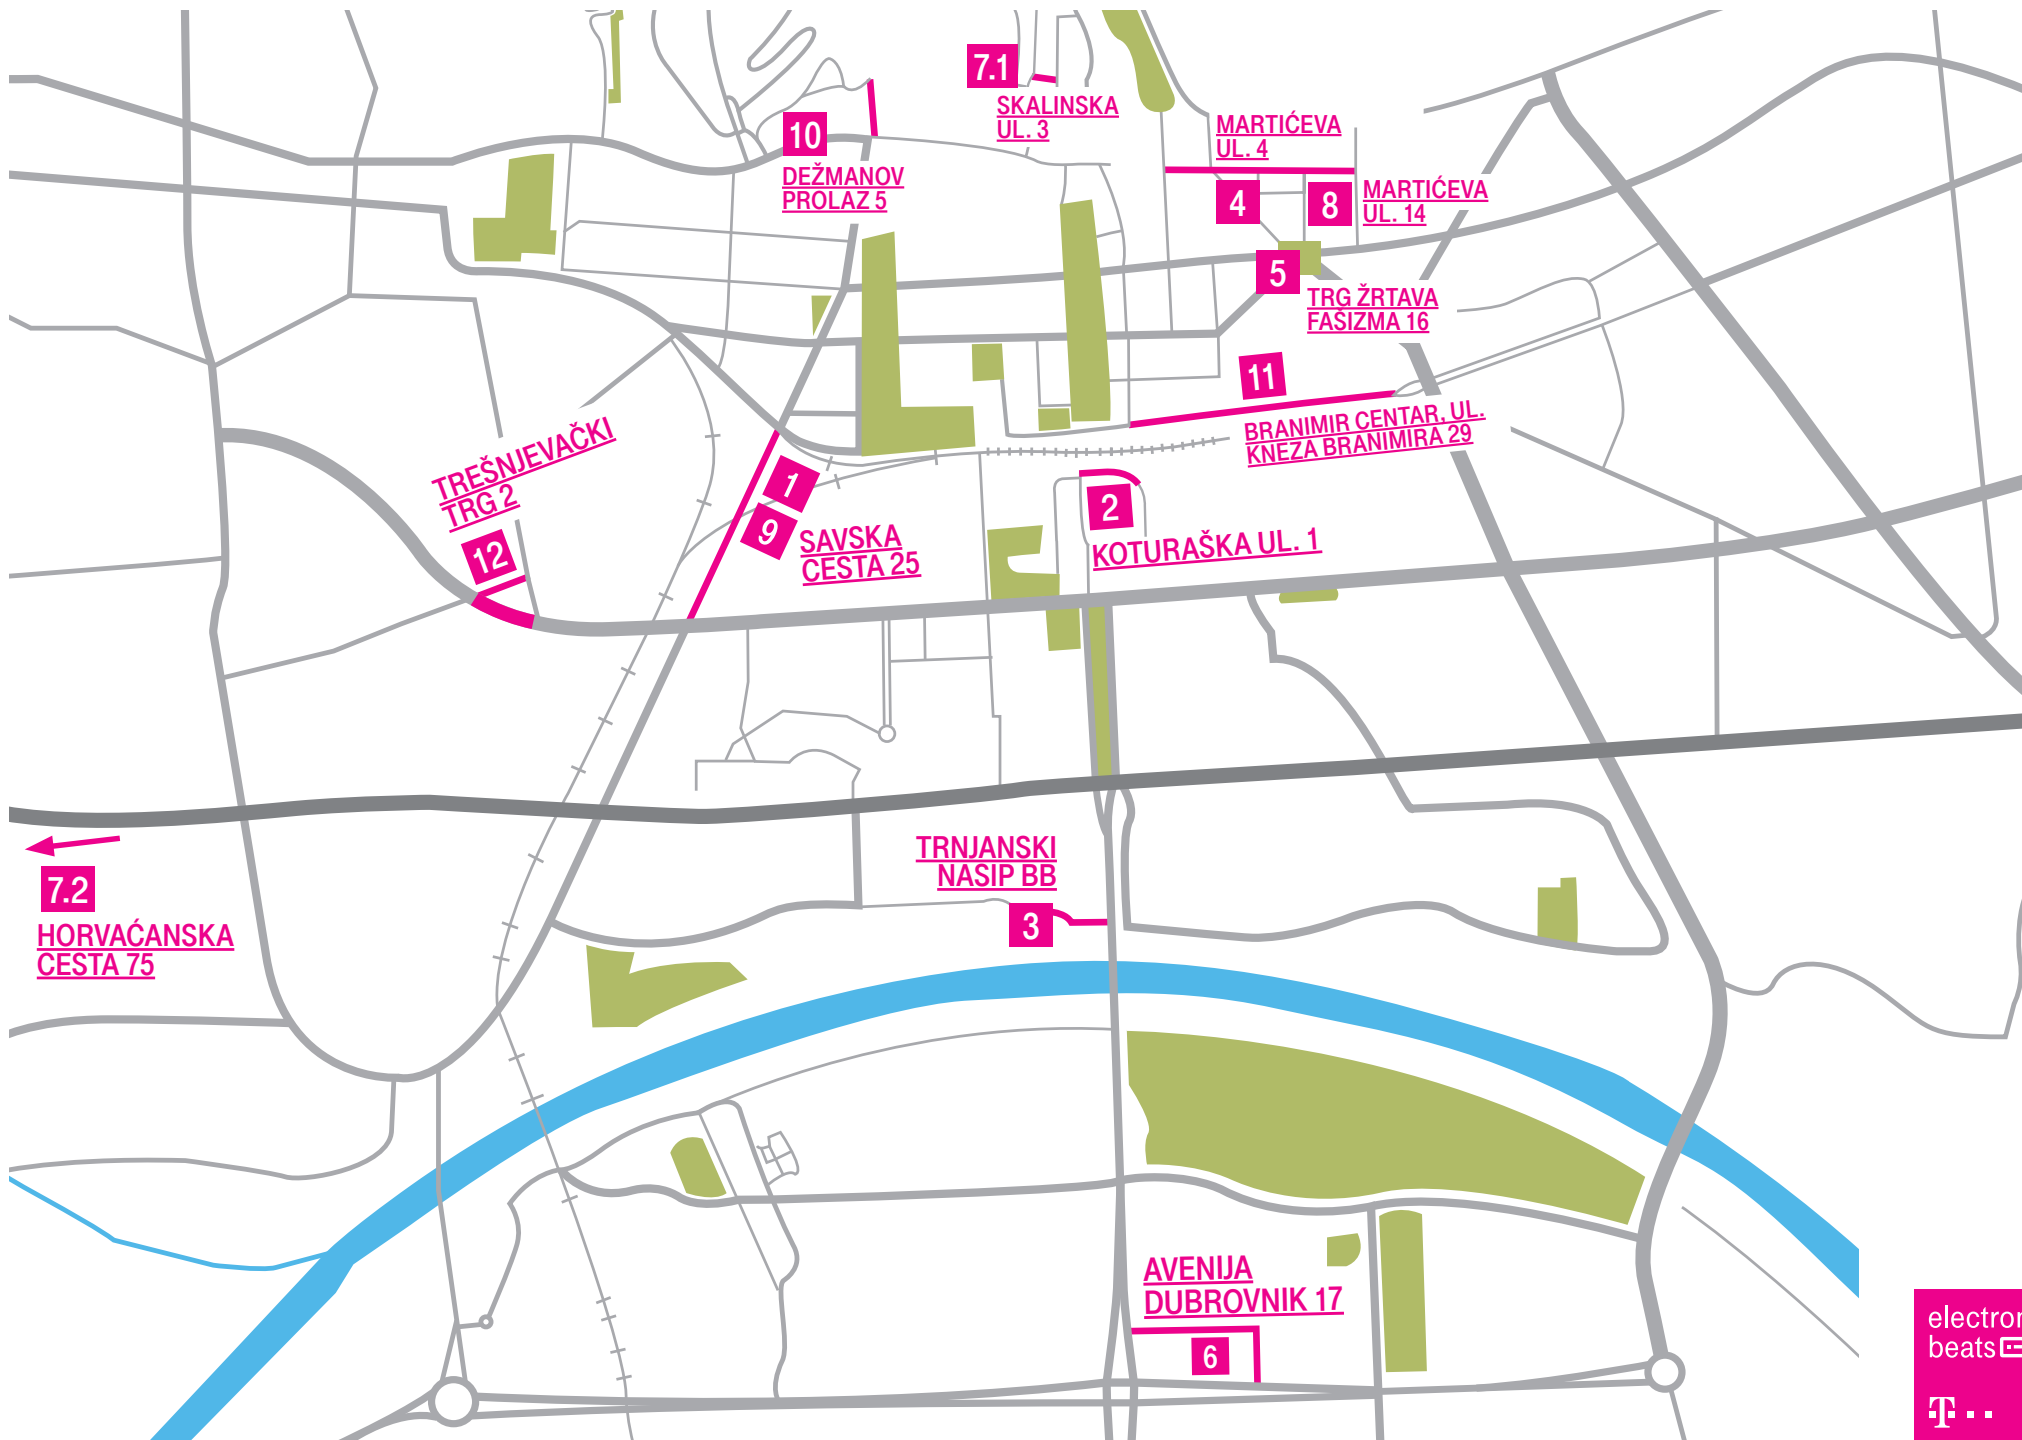 7.1
SKALINSKA
UL. 3
10
DEŽMANOV
PROLAZ 5
MARTIĆEVA
UL. 4
4
8
MARTIĆEVA
UL. 14
5
TRG ŽRTAVA
FAŠIZMA 16
11
BRANIMIR CENTAR, UL.
KNEZA BRANIMIRA 29
TREŠNJEVAČKI
TRG 2
12
1
9
SAVSKA
CESTA 25
2
KOTURAŠKA UL. 1
7.2
HORVAĆANSKA
CESTA 75
TRNJANSKI
NASIP BB
3
AVENIJA
DUBROVNIK 17
6
electron
beats
T